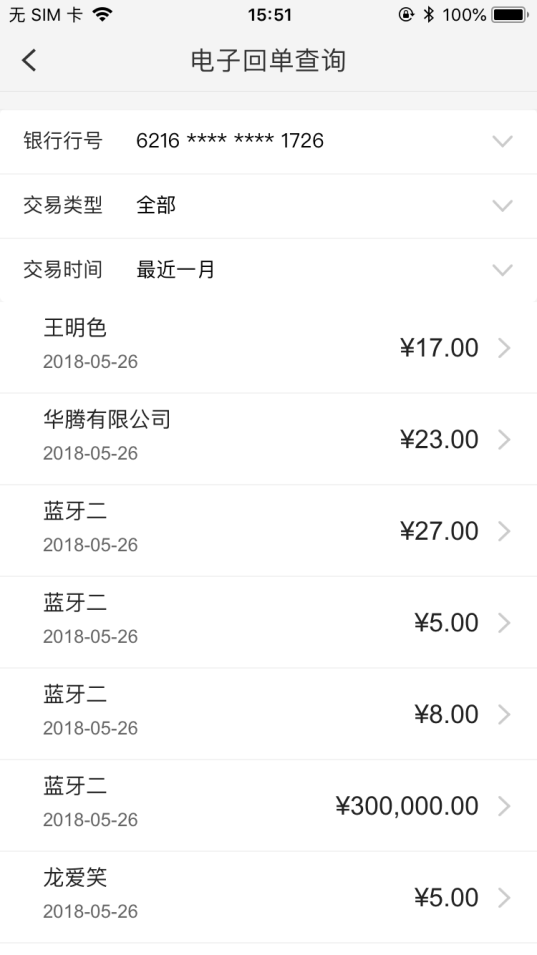 无 SIM 卡 15:51 100%
电子回单查询
银行行号 6216 **** **** 1726
交易类型 全部
交易时间 最近一月
王明色
2018-05-26
¥17.00
华腾有限公司
2018-05-26
¥23.00
蓝牙二
2018-05-26
¥27.00
蓝牙二
2018-05-26
¥5.00
蓝牙二
2018-05-26
¥8.00
蓝牙二
2018-05-26
¥300,000.00
龙爱笑
2018-05-26
¥5.00